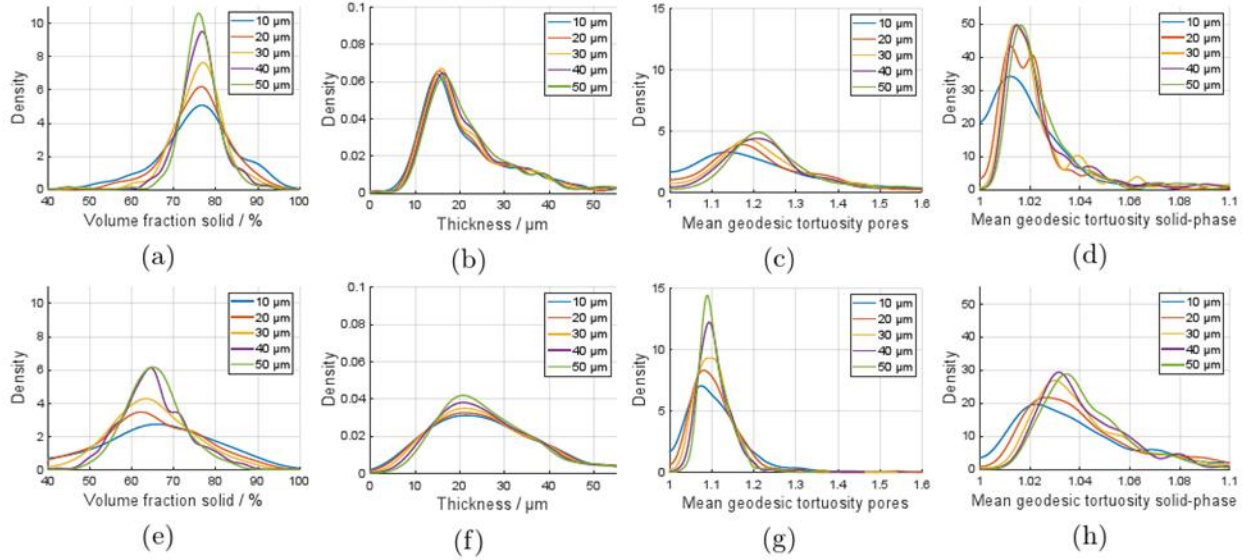 10 µm
20 µm
30 µm
40 µm
50 µm
Density
10
8
6
4
2
0
40 50 60 70 80 90 100
Volume fraction solid / %
(a)
10 µm
20 µm
30 µm
40 µm
50 µm
Density
0.1
0.08
0.06
0.04
0.02
0
0 10 20 30 40 50
Thickness / µm
(b)
10 µm
20 µm
30 µm
40 µm
50 µm
Density
15
10
5
0
1 1.1 1.2 1.3 1.4 1.5 1.6
Mean geodesic tortuosity pores
(c)
10 µm
20 µm
30 µm
40 µm
50 µm
Density
50
40
30
20
10
0
1 1.02 1.04 1.06 1.08 1.1
Mean geodesic tortuosity solid-phase
(d)
10 µm
20 µm
30 µm
40 µm
50 µm
Density
10
8
6
4
2
0
40 50 60 70 80 90 100
Volume fraction solid / %
(e)
10 µm
20 µm
30 µm
40 µm
50 µm
Density
0.1
0.08
0.06
0.04
0.02
0
0 10 20 30 40 50
Thickness / µm
(f)
10 µm
20 µm
30 µm
40 µm
50 µm
Density
15
10
5
0
1 1.1 1.2 1.3 1.4 1.5 1.6
Mean geodesic tortuosity pores
(g)
10 µm
20 µm
30 µm
40 µm
50 µm
Density
50
40
30
20
10
0
1 1.02 1.04 1.06 1.08 1.1
Mean geodesic tortuosity solid-phase
(h)